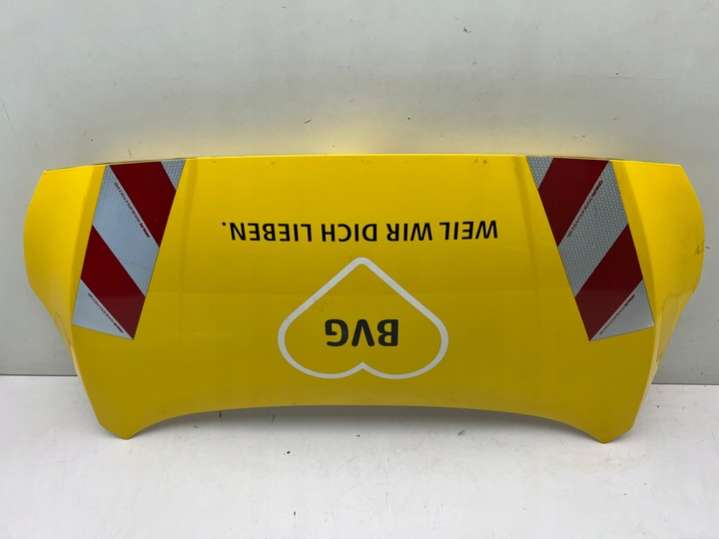 BVG
WEIL WIR DICH LIEBEN.